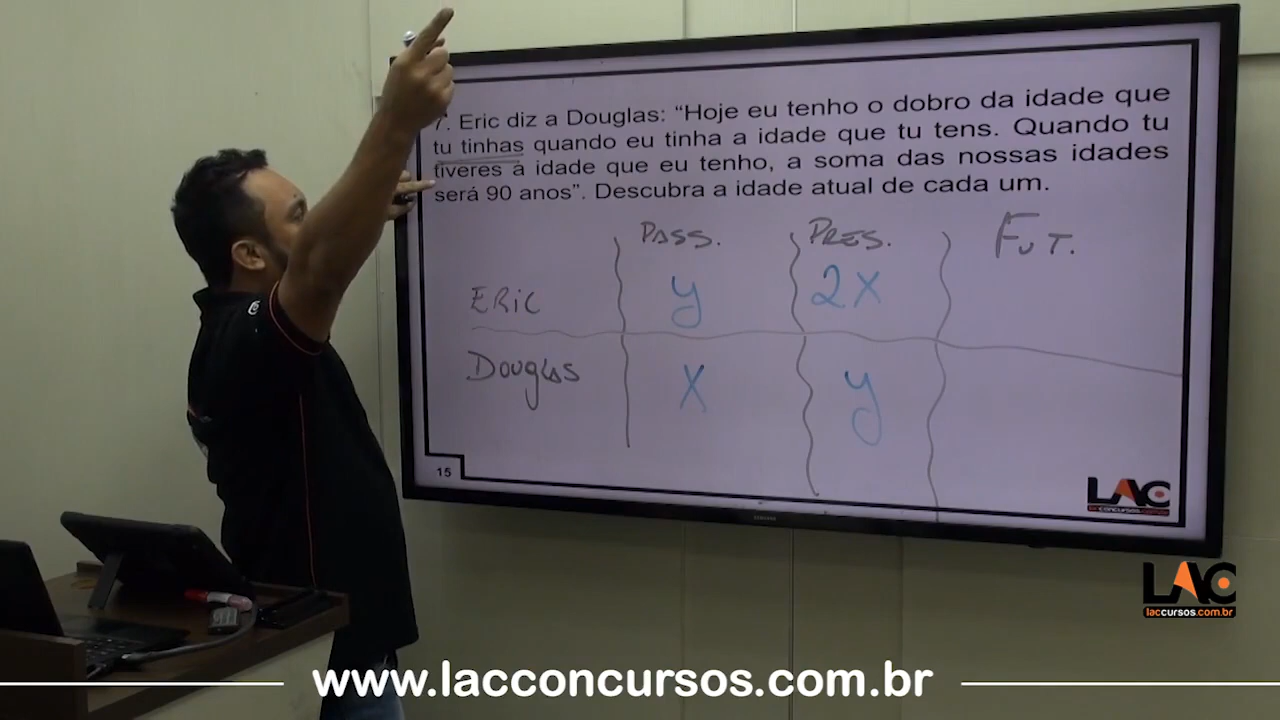 7. Eric diz a Douglas: “Hoje eu tenho o dobro da idade que
tu tinhas quando eu tinha a idade que tu tens. Quando tu
tiveres a idade que eu tenho, a soma das nossas idades
será 90 anos”. Descubra a idade atual de cada um.
PASS. PRES. FUT.
ERIC y 2X
Douglas X y
15
LAC
laccursos.com.br
www.lacconcursos.com.br